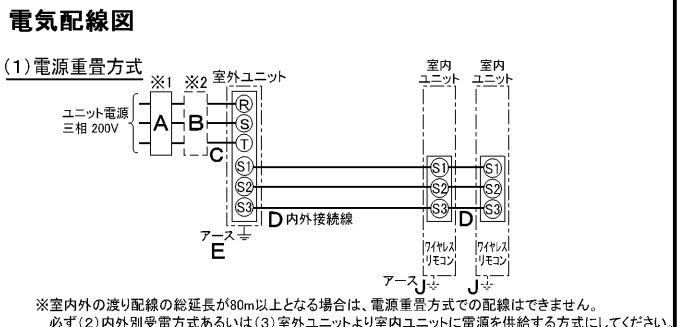 電気配線図
(1)電源重畳方式
※1 ※2 室外ユニット
室内ユニット
室内ユニット
ユニット電源
三相 200V
A
B
C
R
S
T
S1
S2
S3
D 内外接続線
アース
E
S1
S2
S3
D
S1
S2
S3
ワイヤレス
リモコン
ワイヤレス
リモコン
アース J
J
※室内外の渡り配線の総延長が80m以上となる場合は、電源重畳方式での配線はできません。
必ず(2)内外別受電方式あるいは(3)室外ユニットより室内ユニットに電源を供給する方式にしてください。